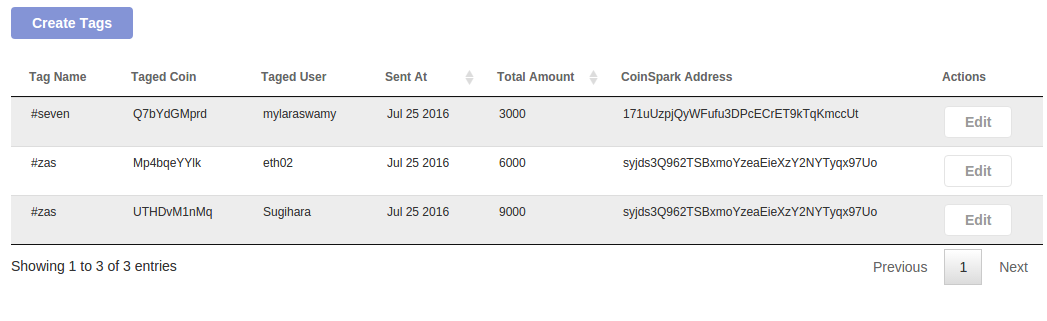 Create Tags
Tag Name Taged Coin Taged User Sent At Total Amount CoinSpark Address Actions
#seven Q7bYdGMprd mylaraswamy Jul 25 2016 3000 171uUzpjQyWFufu3DPcECrET9kTqKmccUt Edit
#zas Mp4bqeYYlk eth02 Jul 25 2016 6000 syjds3Q962TSBxmoYzeaEieXzY2NYTyqx97Uo Edit
#zas UTHDvM1nMq Sugihara Jul 25 2016 9000 syjds3Q962TSBxmoYzeaEieXzY2NYTyqx97Uo Edit
Showing 1 to 3 of 3 entries Previous 1 Next